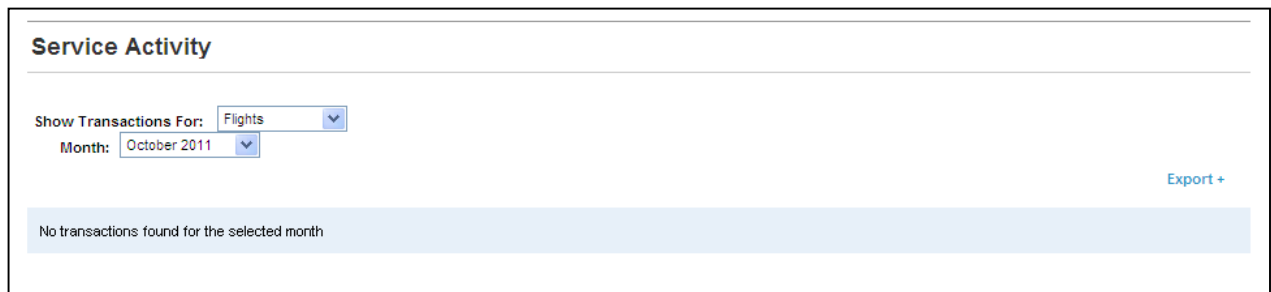 Service Activity
Show Transactions For: Flights
Month: October 2011
Export +
No transactions found for the selected month